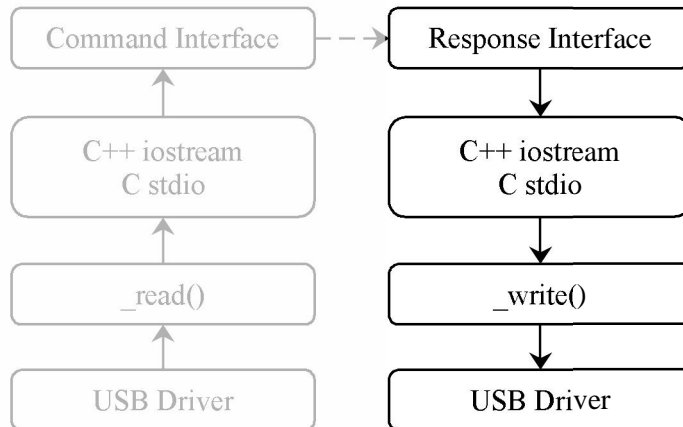 Command Interface
Response Interface
C++ iostream
C stdio
C++ iostream
C stdio
_read()
_write()
USB Driver
USB Driver